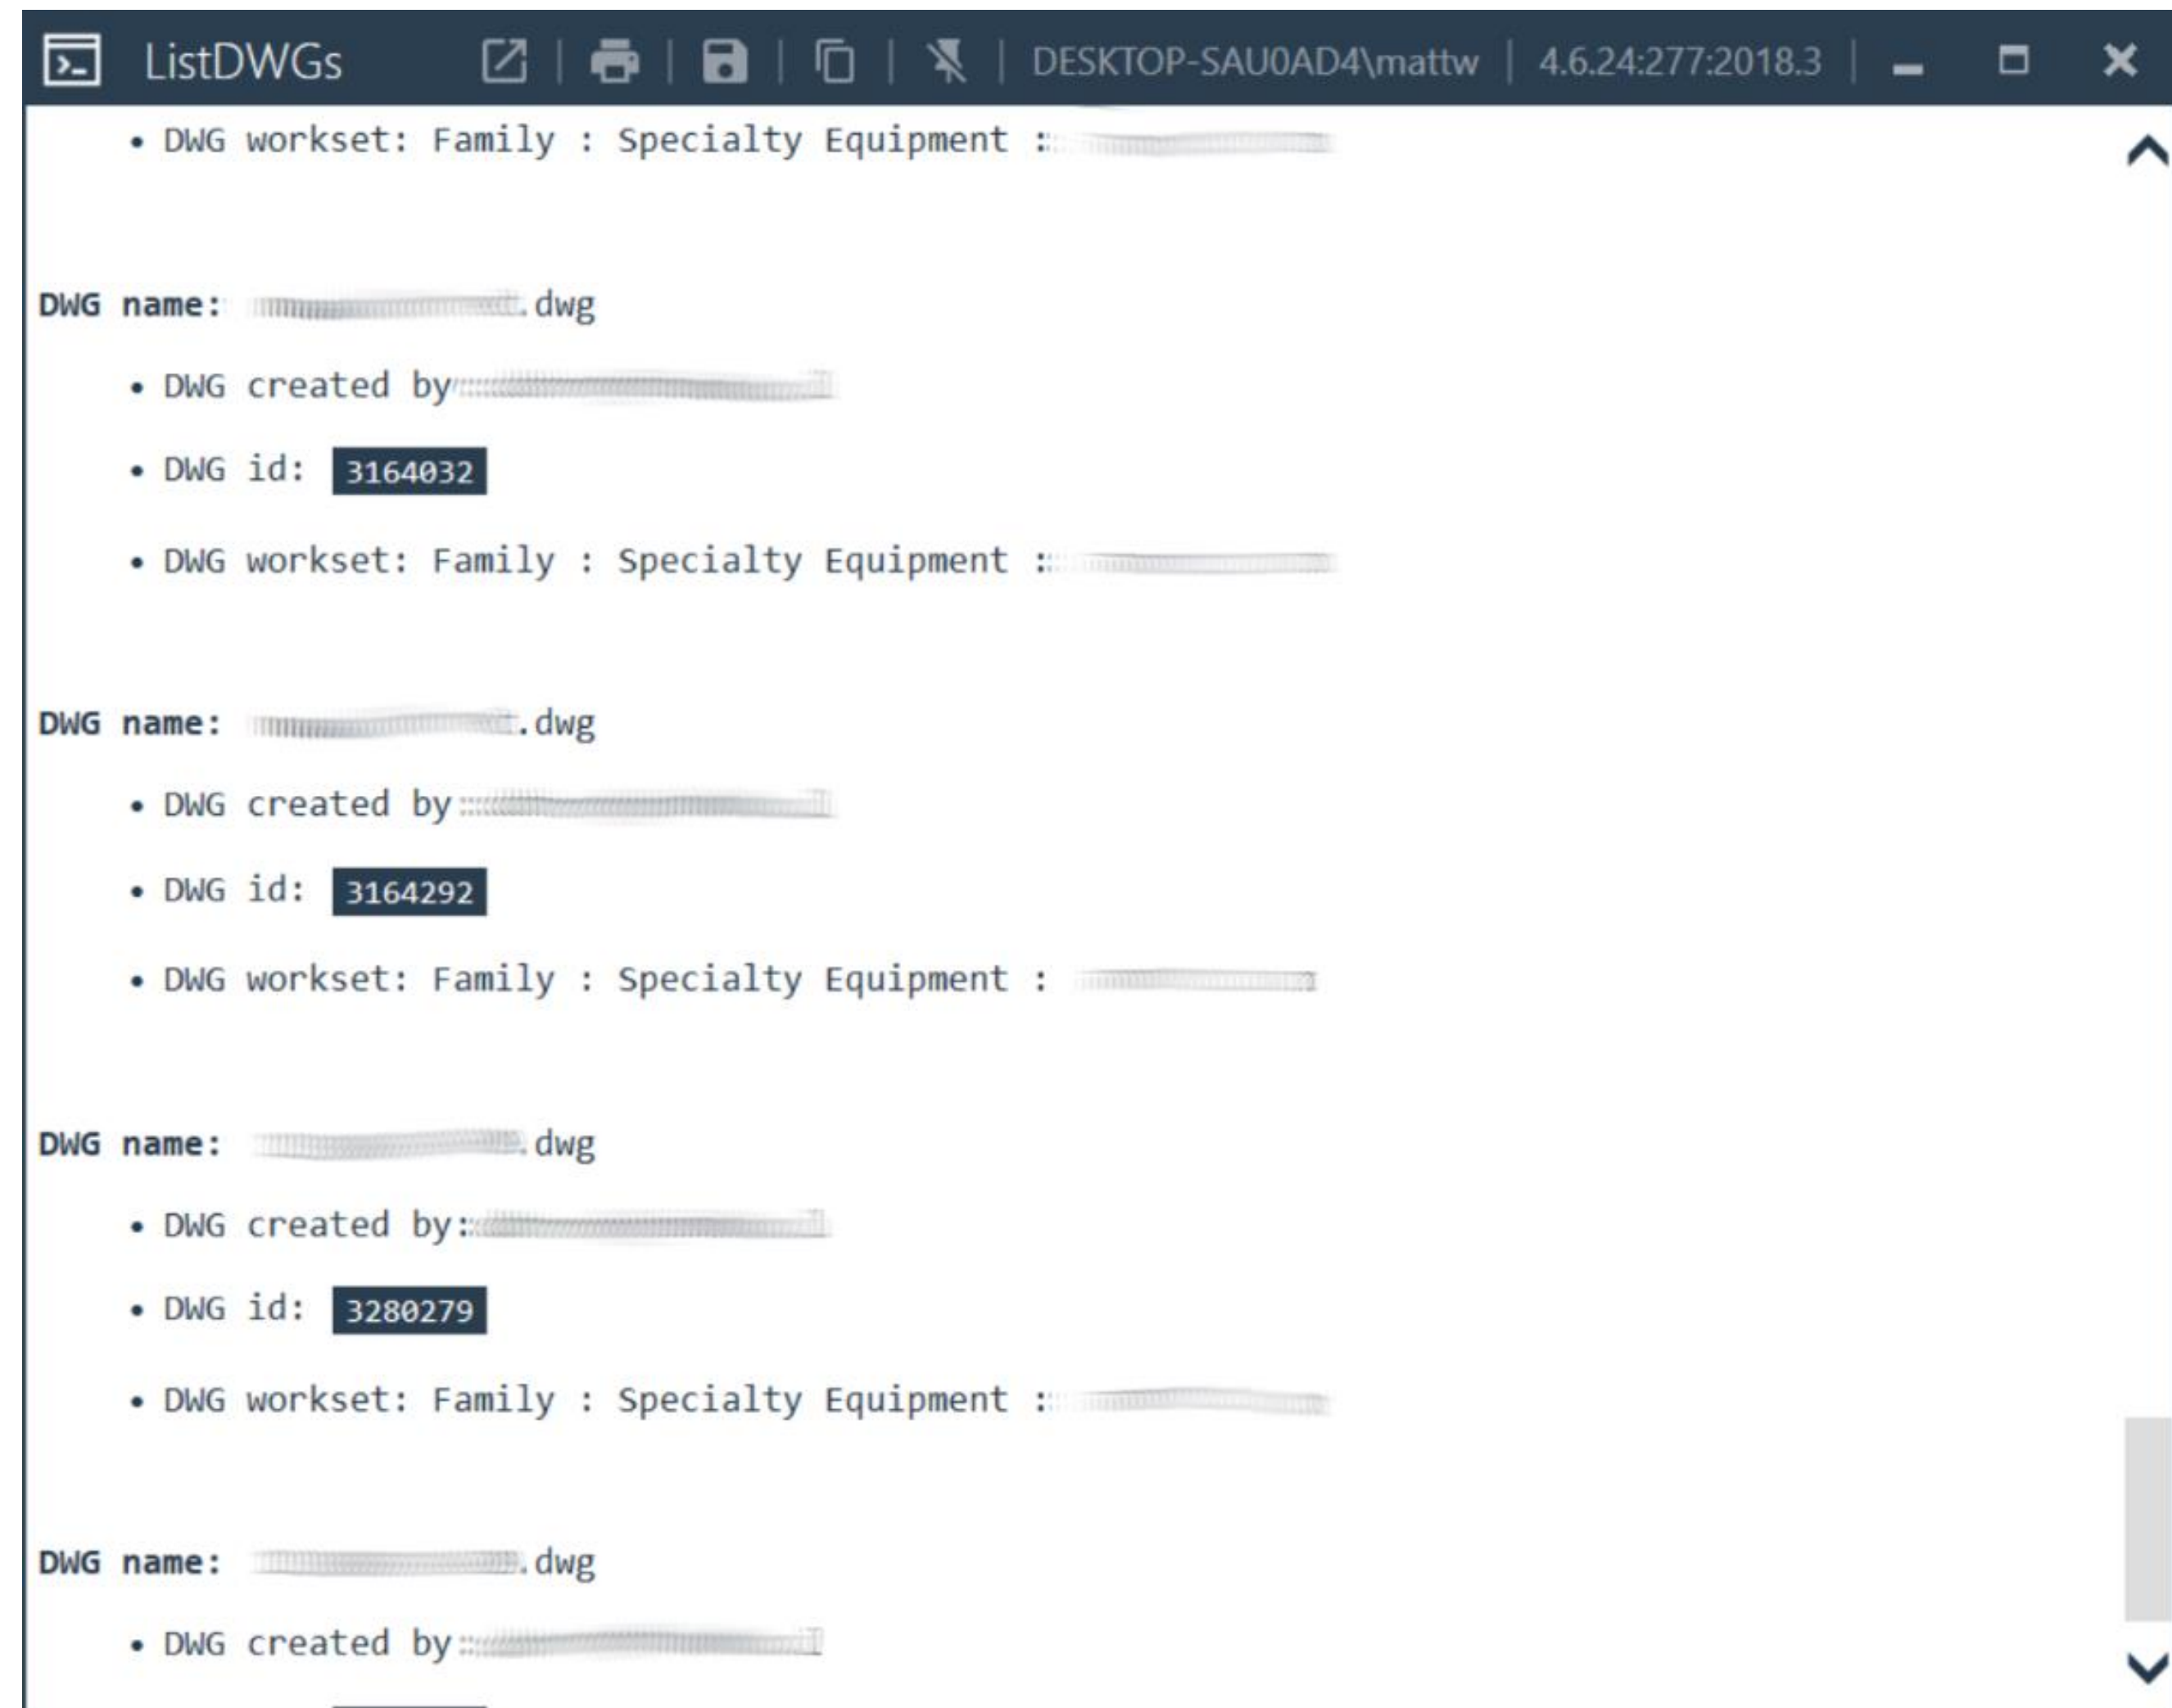 ListDWGs | | | | | DESKTOP-SAU0AD4\mattw | 4.6.24:277:2018.3 |
• DWG workset: Family : Specialty Equipment :
DWG name: .dwg
• DWG created by
• DWG id: 3164032
• DWG workset: Family : Specialty Equipment :
DWG name: .dwg
• DWG created by
• DWG id: 3164292
• DWG workset: Family : Specialty Equipment :
DWG name: .dwg
• DWG created by:
• DWG id: 3280279
• DWG workset: Family : Specialty Equipment :
DWG name: .dwg
• DWG created by